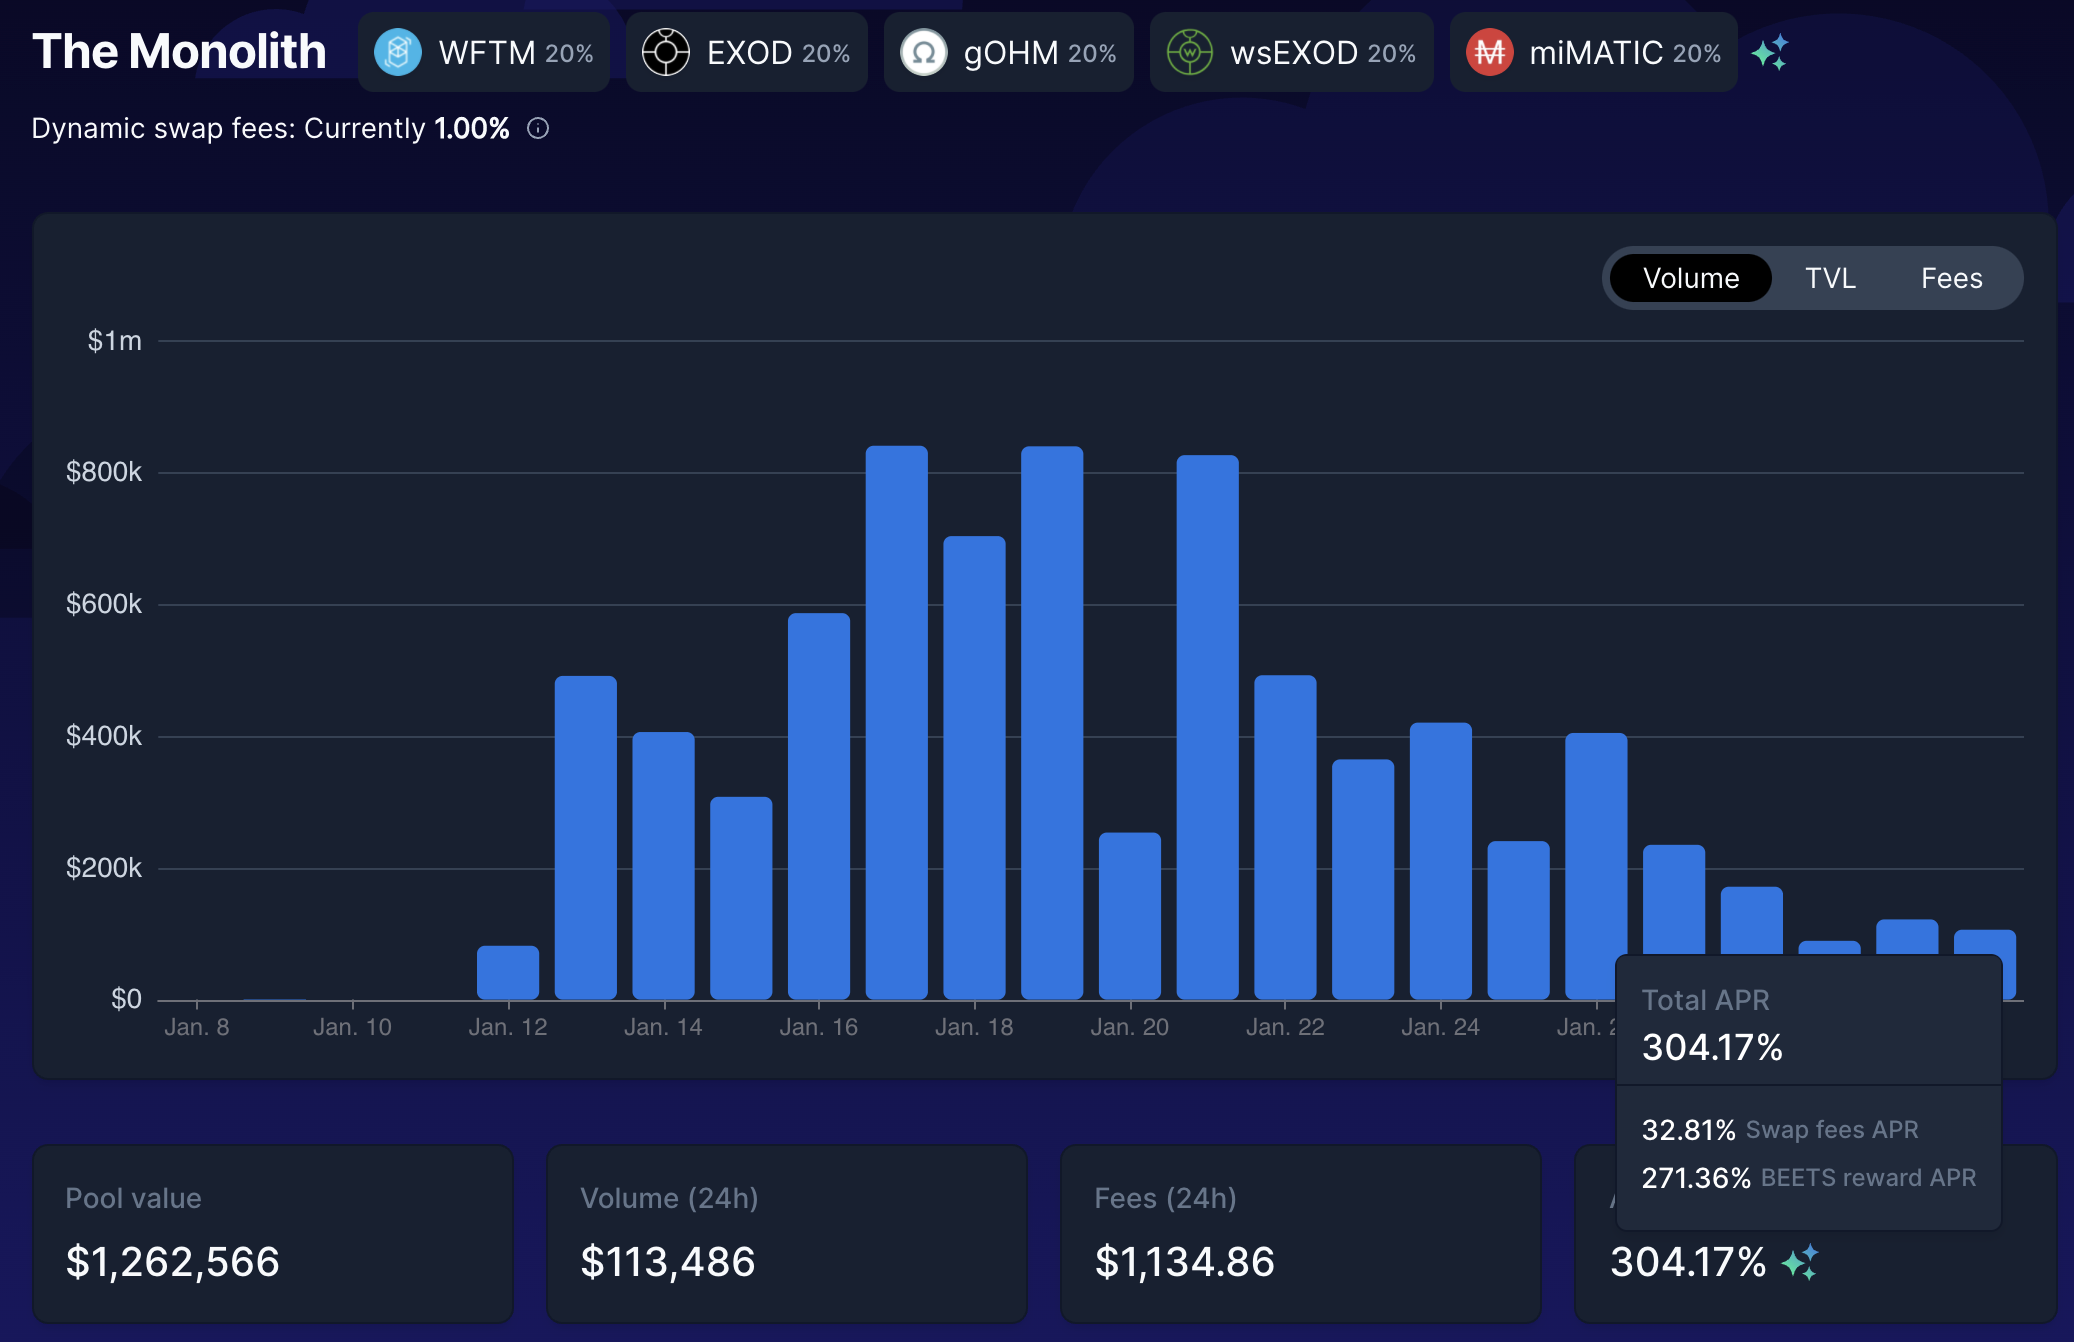 The Monolith WFTM 20% EXOD 20% gOHM 20% wsEXOD 20% miMATIC 20%
Dynamic swap fees: Currently 1.00%
Volume TVL Fees
$1m
$800k
$600k
$400k
$200k
$0
Jan. 8 Jan. 10 Jan. 12 Jan. 14 Jan. 16 Jan. 18 Jan. 20 Jan. 22 Jan. 24 Jan.
Total APR
304.17%
32.81% Swap fees APR
271.36% BEETS reward APR
Pool value
$1,262,566
Volume (24h)
$113,486
Fees (24h)
$1,134.86
304.17%